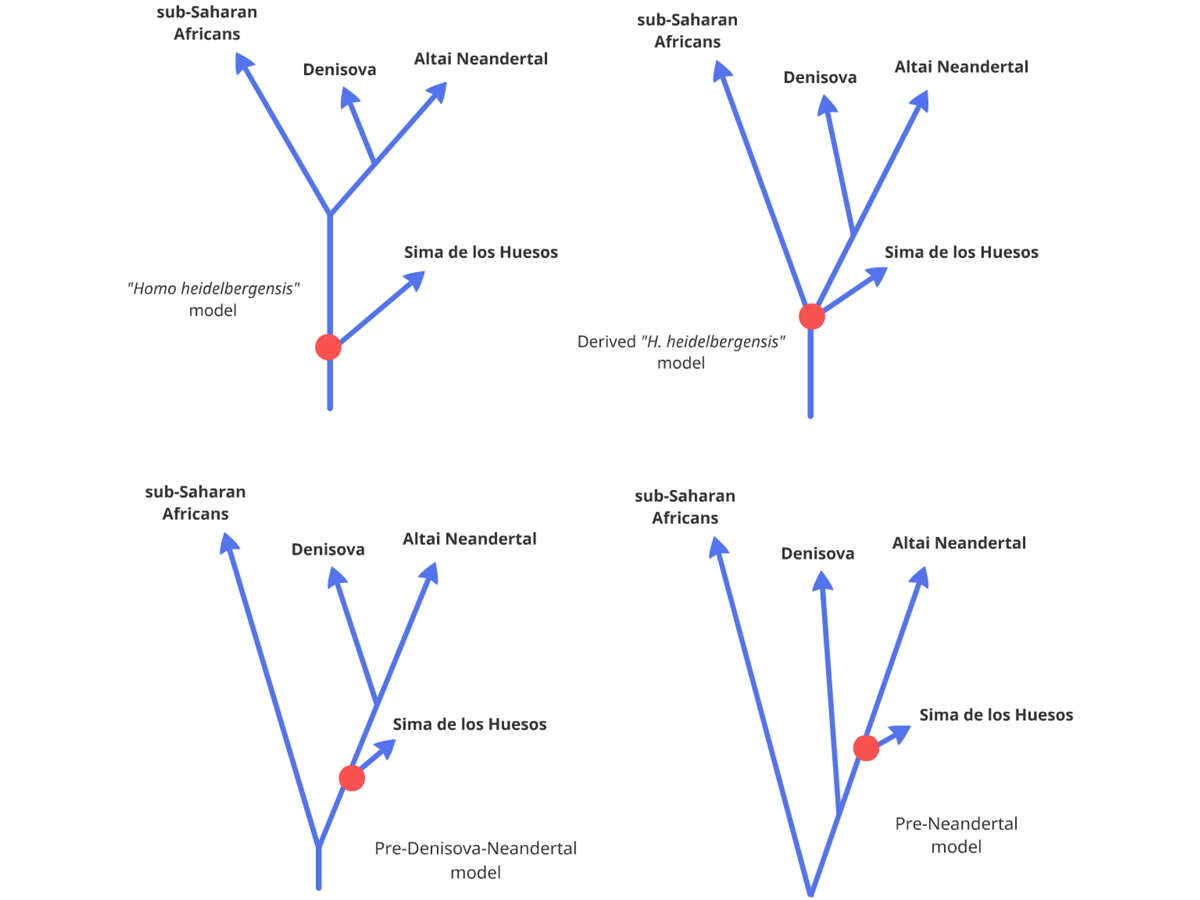 sub-Saharan
Africans
Denisova
Altai Neandertal
Sima de los Huesos
"Homo heidelbergensis"
model
sub-Saharan
Africans
Denisova
Altai Neandertal
Sima de los Huesos
Derived "H. heidelbergensis"
model
sub-Saharan
Africans
Denisova
Altai Neandertal
Sima de los Huesos
Pre-Denisova-Neandertal
model
sub-Saharan
Africans
Denisova
Altai Neandertal
Sima de los Huesos
Pre-Neandertal
model